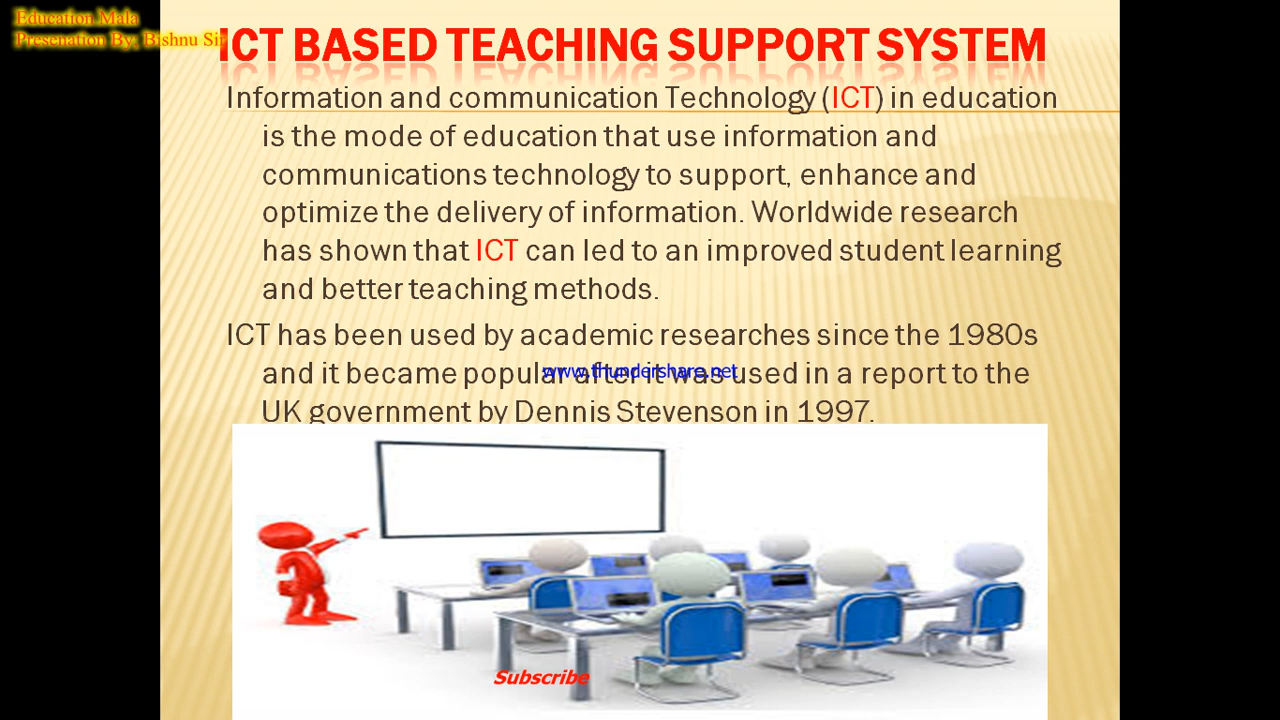 Education Mala
Presenation By; Bishnu Sir
ICT BASED TEACHING SUPPORT SYSTEM
Information and communication Technology (ICT) in education
is the mode of education that use information and
communications technology to support, enhance and
optimize the delivery of information. Worldwide research
has shown that ICT can led to an improved student learning
and better teaching methods.
ICT has been used by academic researches since the 1980s
and it became popular after it was used in a report to the
www.thundershare.net
UK government by Dennis Stevenson in 1997.
Subscribe